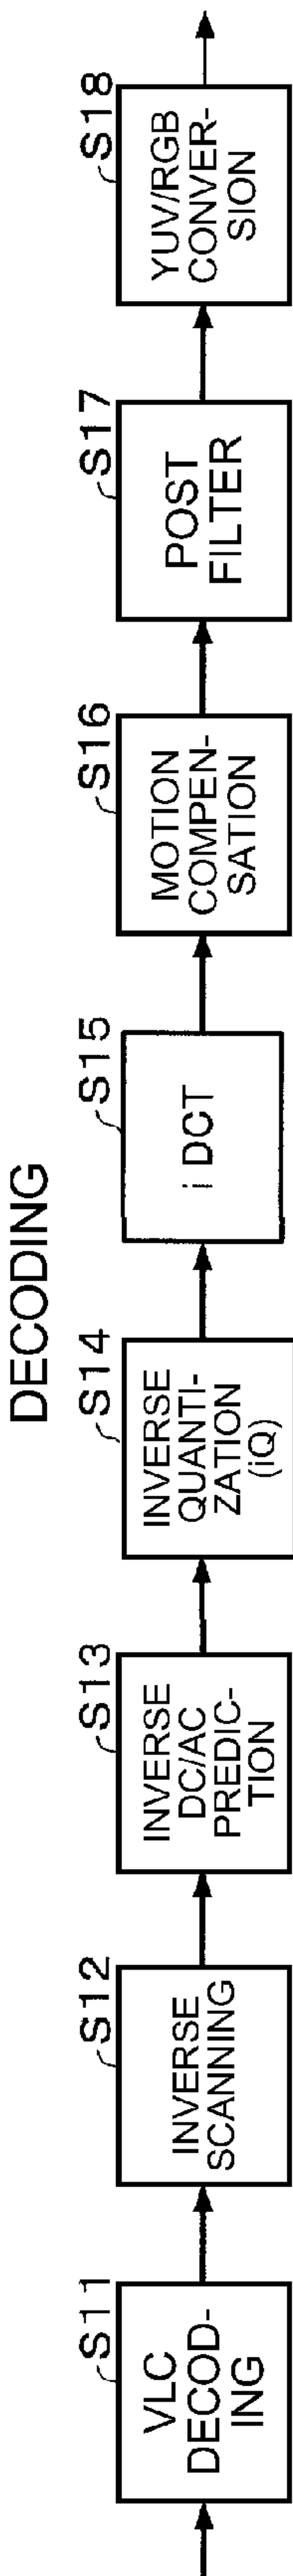 DECODING
S11
VLC
DECOD-
ING
S12
INVERSE
SCANNING
S13
INVERSE
DC/AC
PREDIC-
TION
S14
INVERSE
QUANTI-
ZATION
(iQ)
S15
i DCT
S16
MOTION
COMPEN-
SATION
S17
POST
FILTER
S18
YUV/RGB
CONVER-
SION